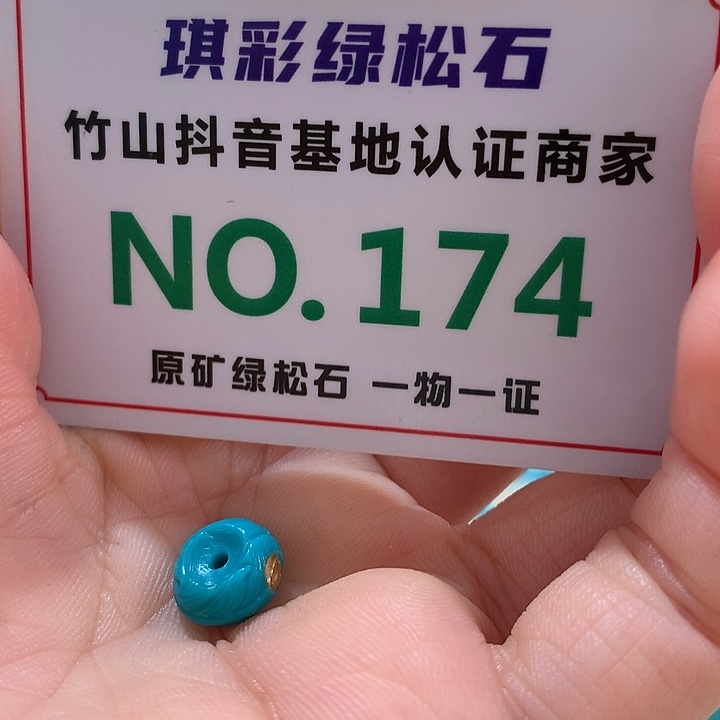 琪彩绿松石
竹山抖音基地认证商家
NO.174
原矿绿松石 一物一证